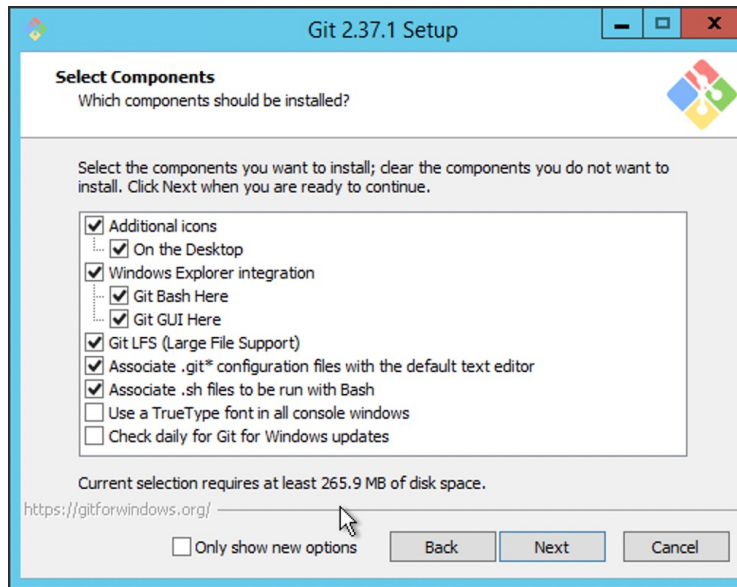 Git 2.37.1 Setup
Select Components
Which components should be installed?
Select the components you want to install; clear the components you do not want to
install. Click Next when you are ready to continue.
Additional icons
On the Desktop
Windows Explorer integration
Git Bash Here
Git GUI Here
Git LFS (Large File Support)
Associate .git* configuration files with the default text editor
Associate .sh files to be run with Bash
Use a TrueType font in all console windows
Check daily for Git for Windows updates
Current selection requires at least 265.9 MB of disk space.
https://gitforwindows.org/
Only show new options Back Next Cancel